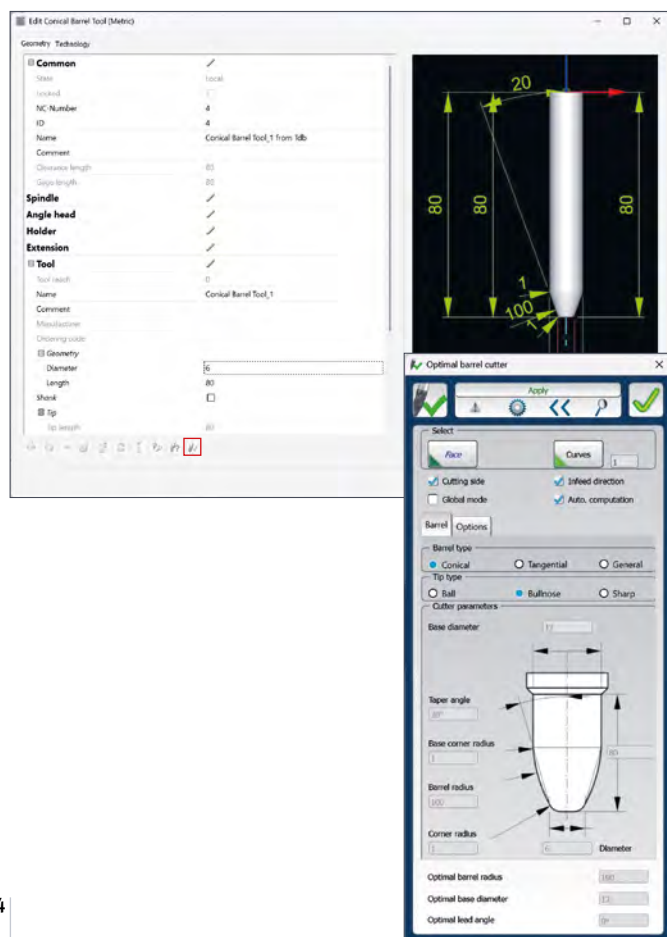 Edit Conical Barrel Tool (Metric)
Geometry Technology
Common
State Local
Locked
NC-Number 4
ID 4
Name Conical Barrel Tool_1 from Tdb
Comment
Clearance length 80
Gage length 80
Spindle
Angle head
Holder
Extension
Tool
Tool reach 0
Name Conical Barrel Tool_1
Comment
Manufacturer
Ordering code
Geometry
Diameter 6
Length 80
Shank
Tip
Tip length 80
20
80 80 80
1
100
1
Optimal barrel cutter
Apply
Select
Face Curves 1
Cutting side Infeed direction
Global mode Auto. computation
Barrel Options
Barrel type
Conical Tangential General
Tip type
Ball Bullnose Sharp
Cutter parameters
Base diameter
Taper angle
Base corner radius
1 80
Barrel radius
100
Corner radius
1 6 Diameter
Optimal barrel radius
Optimal base diameter
Optimal lead angle 0°